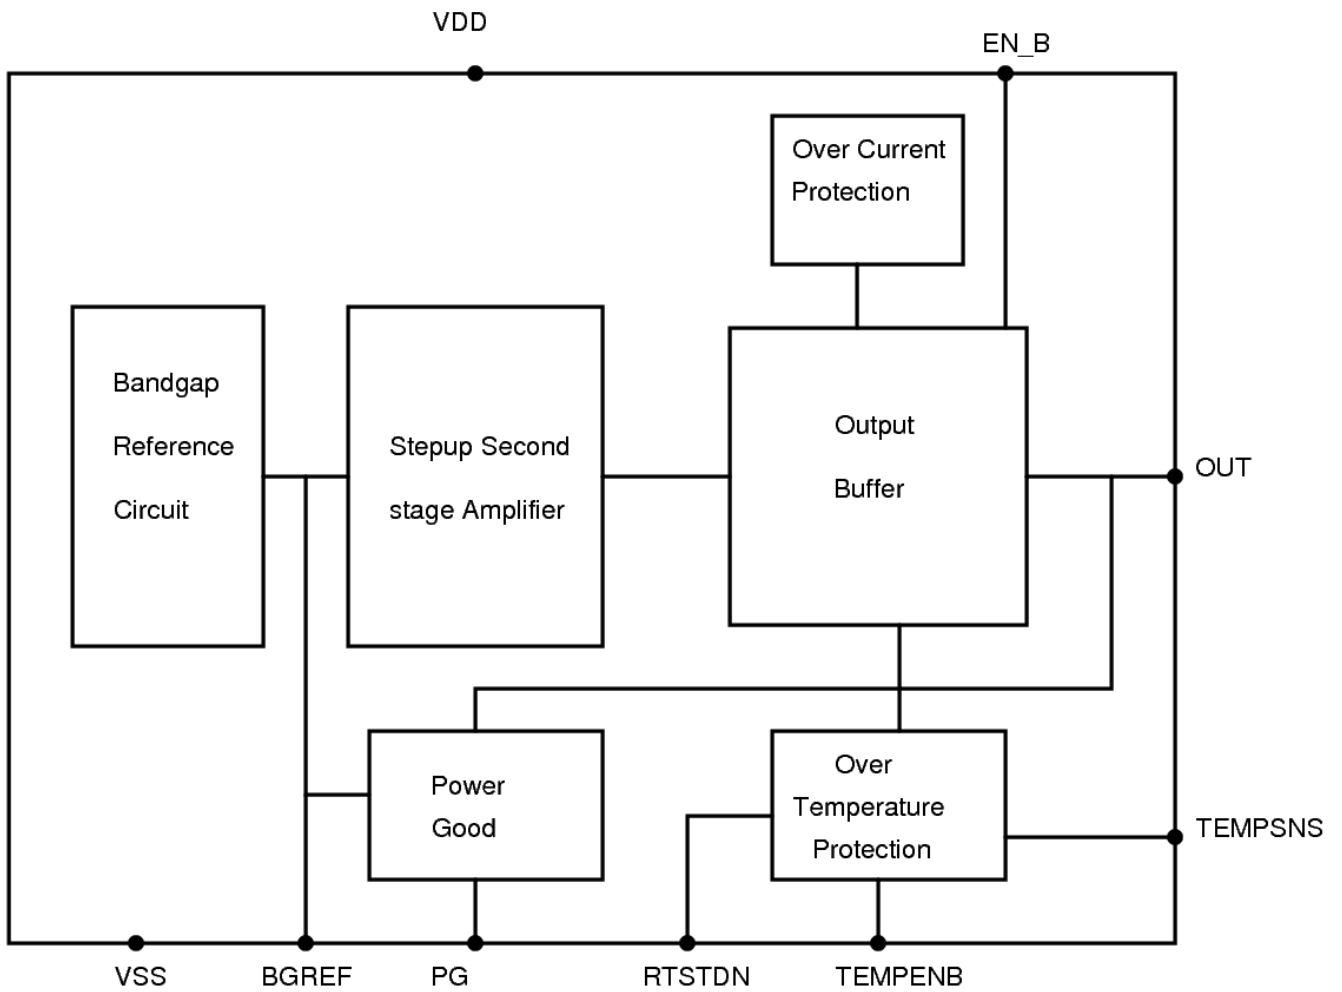 VDD
EN_B
Over Current
Protection
Bandgap
Reference
Circuit
Stepup Second
stage Amplifier
Output
Buffer
OUT
Power
Good
Over
Temperature
Protection
TEMPSNS
VSS
BGREF
PG
RTSTDN
TEMPENB